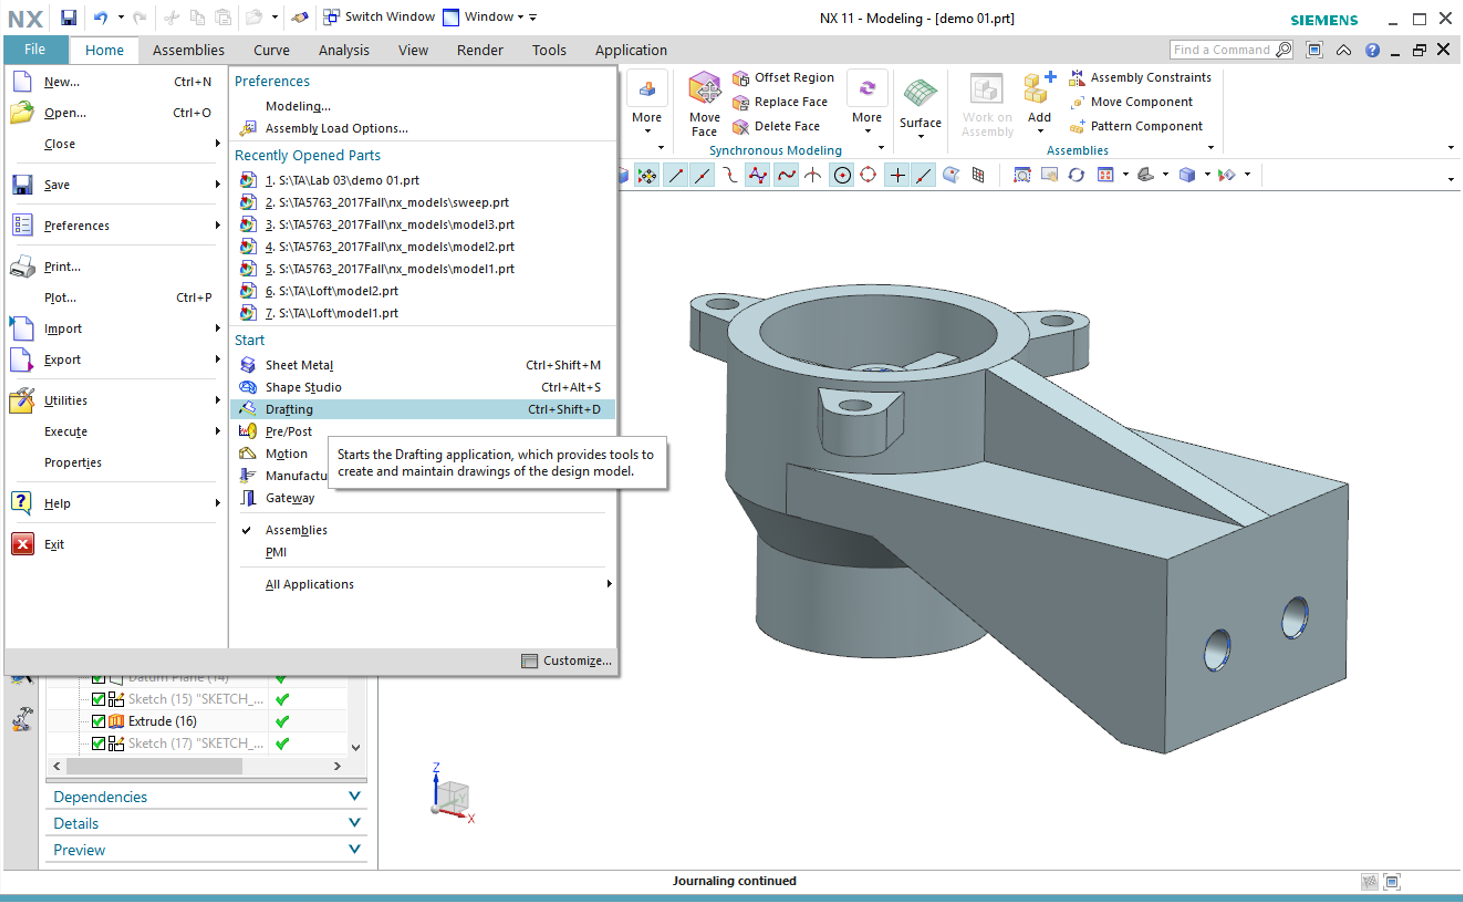 NX
Switch Window
Window
NX 11 - Modeling - [demo 01.prt]
SIEMENS
File
Home
Assemblies
Curve
Analysis
View
Render
Tools
Application
Find a Command
New...
Ctrl+N
Open...
Ctrl+O
Close
Save
Preferences
Print...
Plot...
Ctrl+P
Import
Export
Utilities
Execute
Properties
Help
Exit
Preferences
Modeling...
Assembly Load Options...
Recently Opened Parts
1. S:\TA\Lab 03\demo 01.prt
2. S:\TA5763_2017Fall\nx_models\sweep.prt
3. S:\TA5763_2017Fall\nx_models\model3.prt
4. S:\TA5763_2017Fall\nx_models\model2.prt
5. S:\TA5763_2017Fall\nx_models\model1.prt
6. S:\TA\Loft\model2.prt
7. S:\TA\Loft\model1.prt
Start
Sheet Metal
Ctrl+Shift+M
Shape Studio
Ctrl+Alt+S
Drafting
Ctrl+Shift+D
Pre/Post
Motion
Manufactu
Gateway
Starts the Drafting application, which provides tools to
create and maintain drawings of the design model.
Assemblies
PMI
All Applications
Customize...
More
Move
Face
Offset Region
Replace Face
Delete Face
More
Synchronous Modeling
Surface
Work on
Assembly
Add
Assembly Constraints
Move Component
Pattern Component
Assemblies
Datum Plane (14)
Sketch (15) "SKETCH_...
Extrude (16)
Sketch (17) "SKETCH_...
Dependencies
Details
Preview
Z
Y
X
Journaling continued